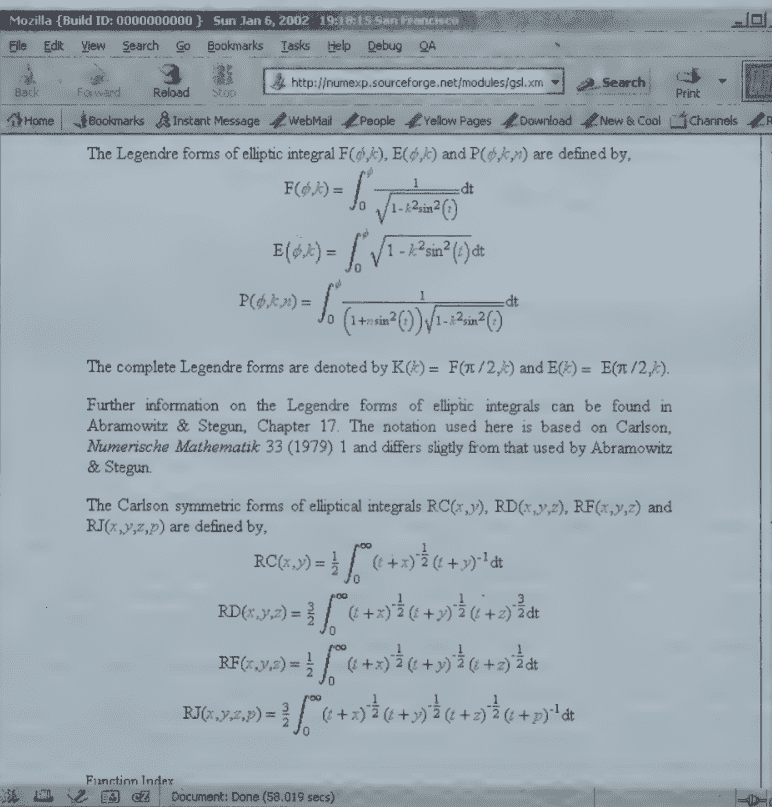 Mozilla {Build ID: 0000000000 } Sun Jan 6, 2002 19:18:15 San Francisco
File Edit View Search Go Bookmarks Tasks Help Debug QA
Back Forward Reload Stop http://numexp.sourceforge.net/modules/gsl.xm Search Print
Home Bookmarks Instant Message WebMail People Yellow Pages Download New & Cool Channels
The Legendre forms of elliptic integral F(ϕ,k), E(ϕ,k) and P(ϕ,k,n) are defined by,
F(ϕ,k) = ∫₀^ϕ 1/√(1-k²sin²(t)) dt
E(ϕ,k) = ∫₀^ϕ √(1 - k²sin²(t)) dt
P(ϕ,k,n) = ∫₀^ϕ 1/((1+nsin²(t))√(1-k²sin²(t))) dt
The complete Legendre forms are denoted by K(k) = F(π/2,k) and E(k) = E(π/2,k).
Further information on the Legendre forms of elliptic integrals can be found in
Abramowitz & Stegun, Chapter 17. The notation used here is based on Carlson,
Numerische Mathematik 33 (1979) 1 and differs sligtly from that used by Abramowitz
& Stegun.
The Carlson symmetric forms of elliptical integrals RC(x,y), RD(x,y,z), RF(x,y,z) and
RJ(x,y,z,p) are defined by,
RC(x,y) = 1/2 ∫₀^∞ (t + x)^-1/2 (t + y)^-1 dt
RD(x,y,z) = 3/2 ∫₀^∞ (t + x)^-1/2 (t + y)^-1/2 (t + z)^-3/2 dt
RF(x,y,z) = 1/2 ∫₀^∞ (t + x)^-1/2 (t + y)^-1/2 (t + z)^-1/2 dt
RJ(x,y,z,p) = 3/2 ∫₀^∞ (t + x)^-1/2 (t + y)^-1/2 (t + z)^-1/2 (t + p)^-1 dt
Function Index
Document: Done (58.019 secs)